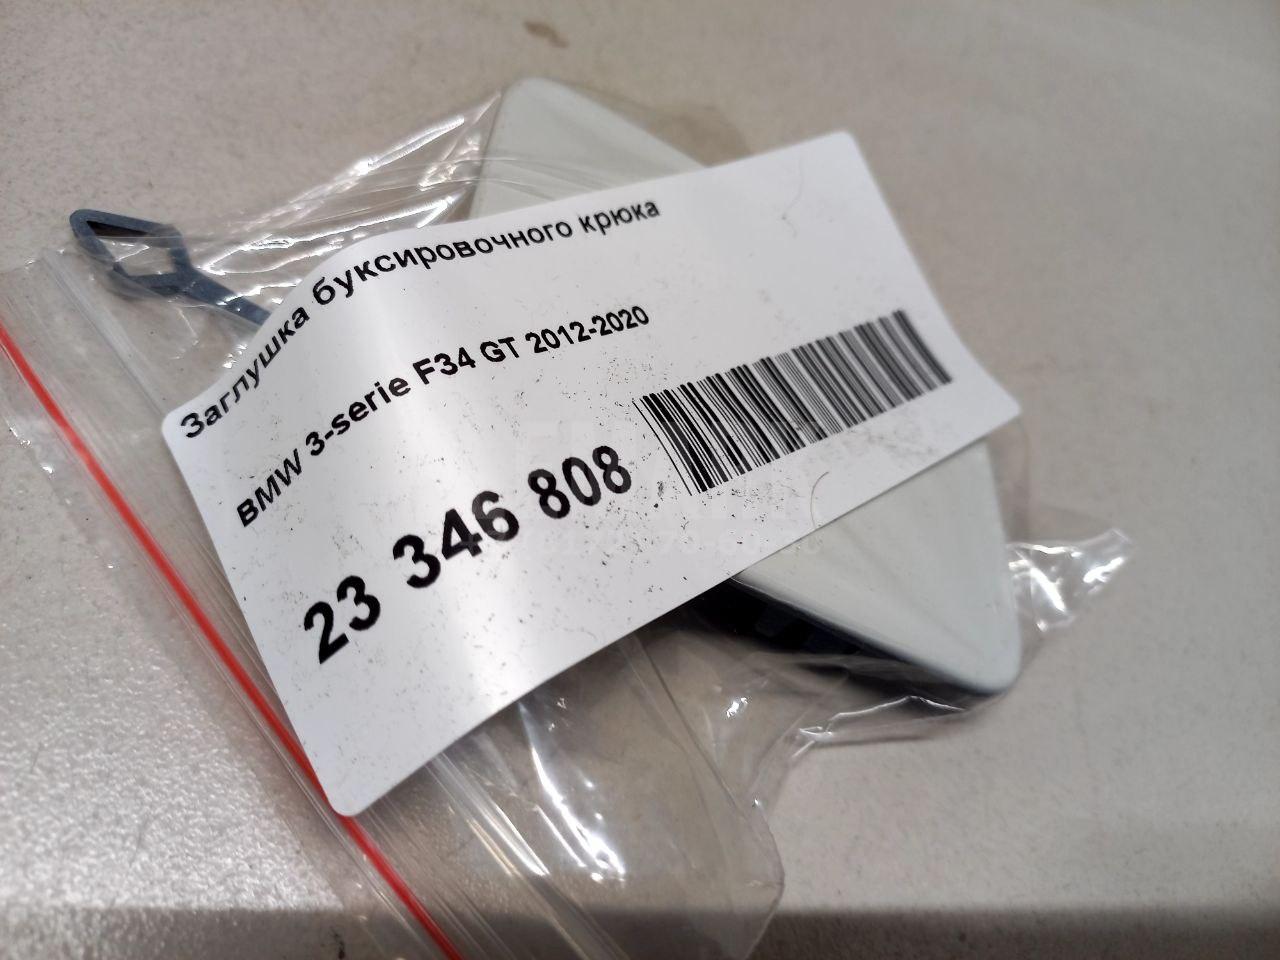 Заглушка буксировочного крюка
BMW 3-serie F34 GT 2012-2020
23 346 808